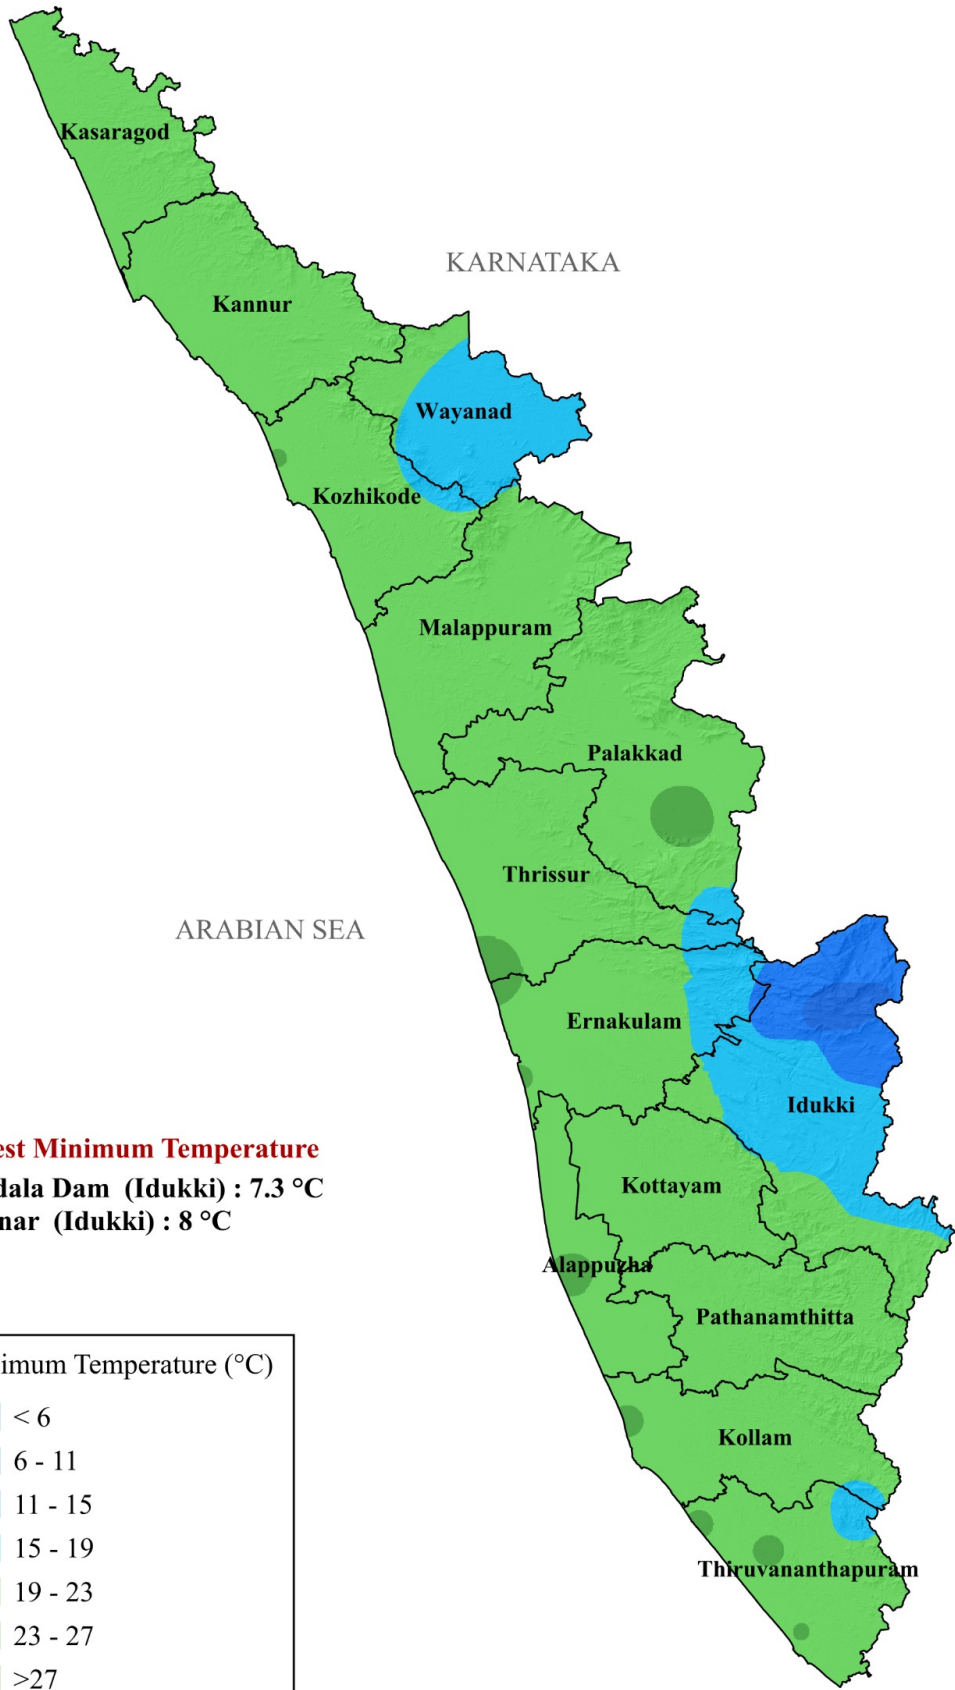 Kasaragod
KARNATAKA
Kannur
Wayanad
Kozhikode
Malappuram
Palakkad
Thrissur
ARABIAN SEA
Ernakulam
Idukki
est Minimum Temperature
dala Dam (Idukki) : 7.3 °C
nar (Idukki) : 8 °C
Kottayam
Alappuzha
Pathanamthitta
imum Temperature (°C)
< 6
6 - 11
11 - 15
15 - 19
19 - 23
23 - 27
>27
Kollam
Thiruvananthapuram